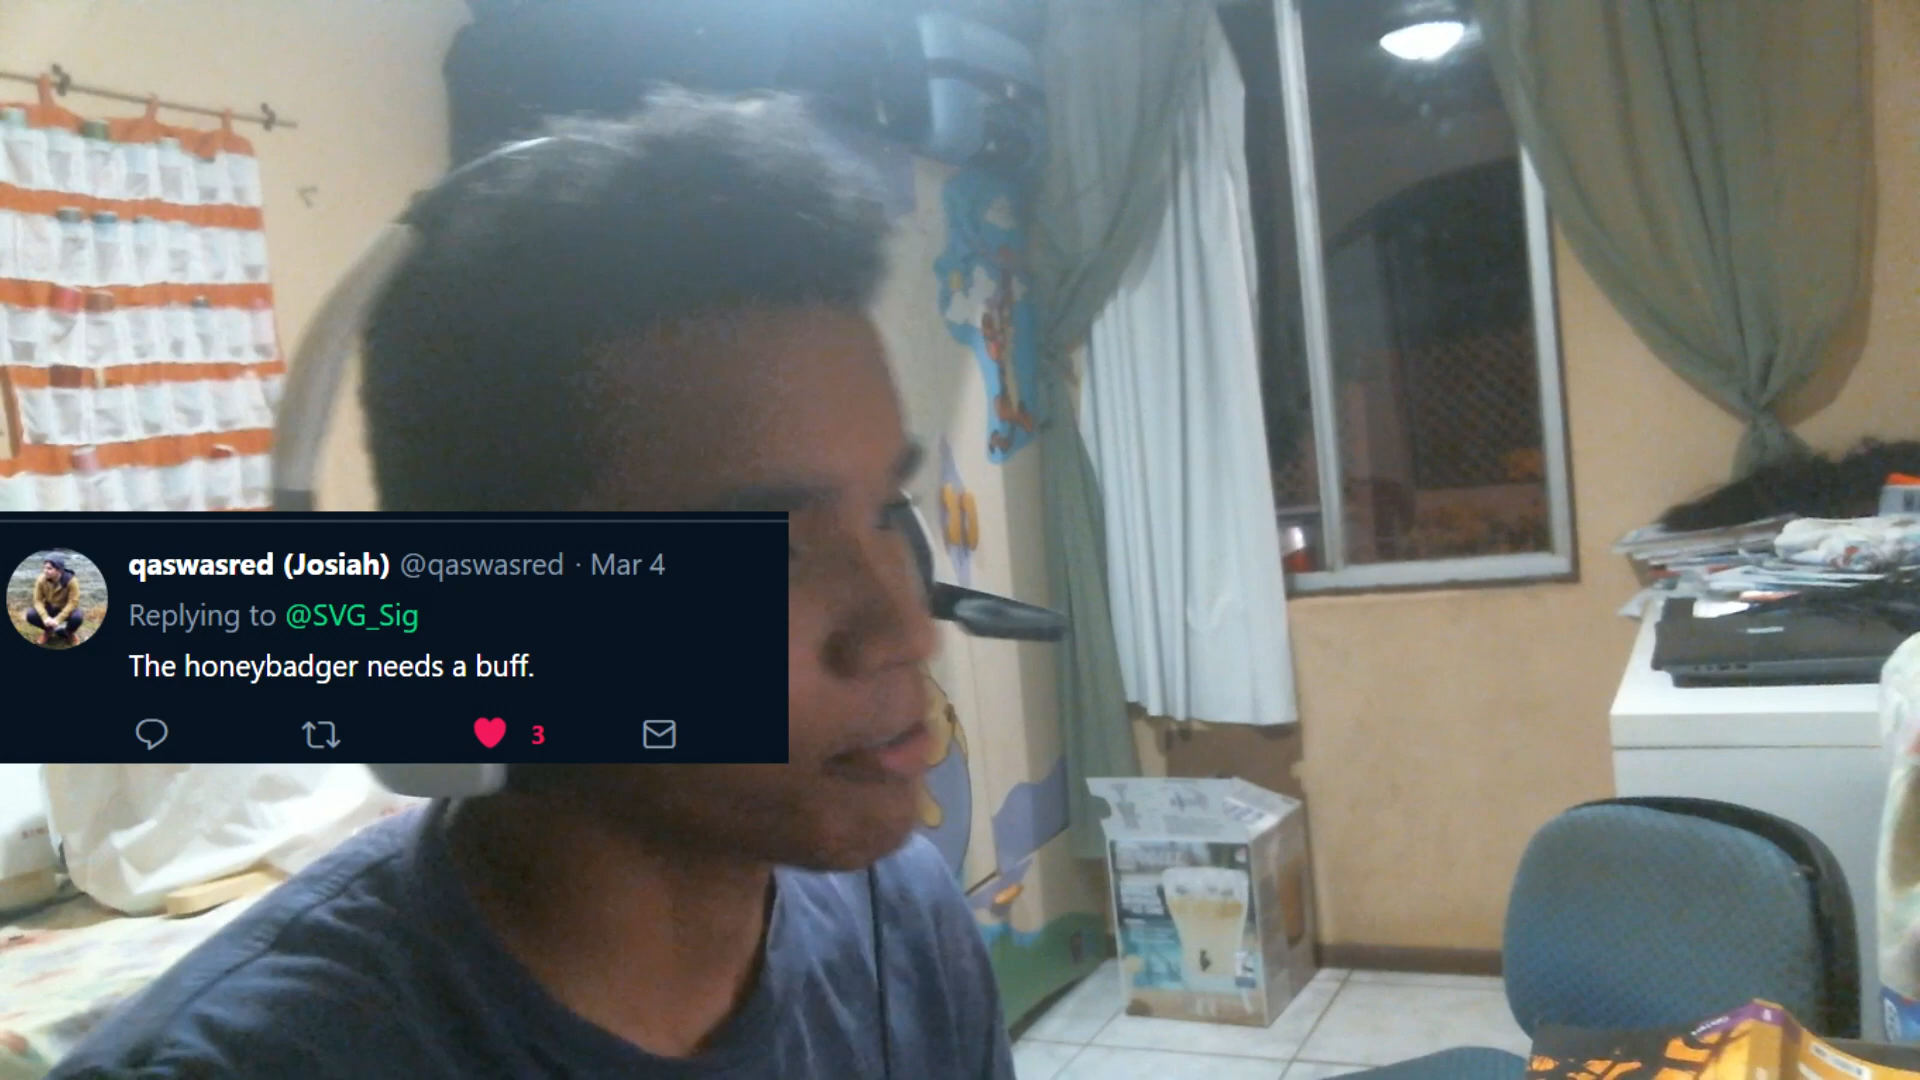 qaswasred (Josiah) @qaswasred · Mar 4
Replying to @SVG_Sig
The honeybadger needs a buff.
3